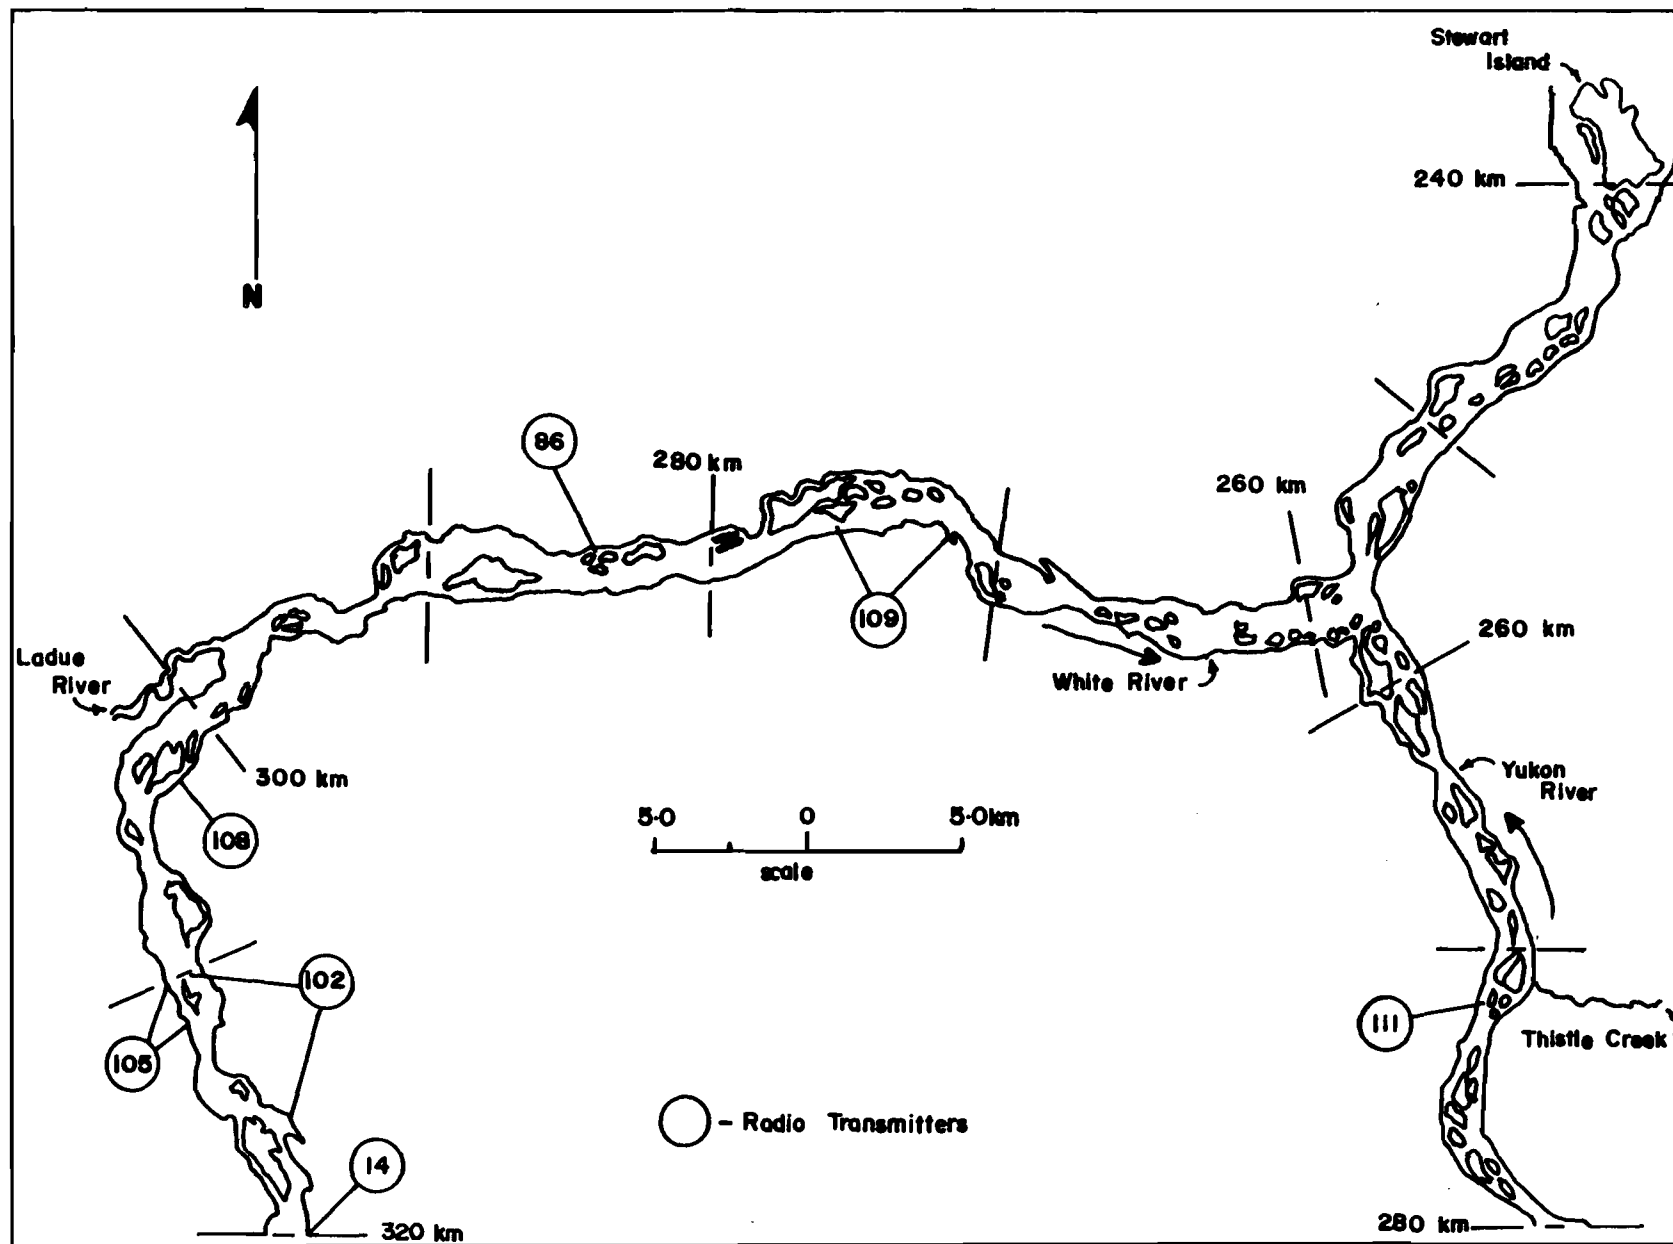 Stewart
Island
240 km
N
86
280 km
260 km
109
260 km
White River
Ladue
River
300 km
Yukon
River
108
5·0 0 5·0km
scale
102
111
Thistle Creek
105
– Radio Transmitters
14
320 km
280 km